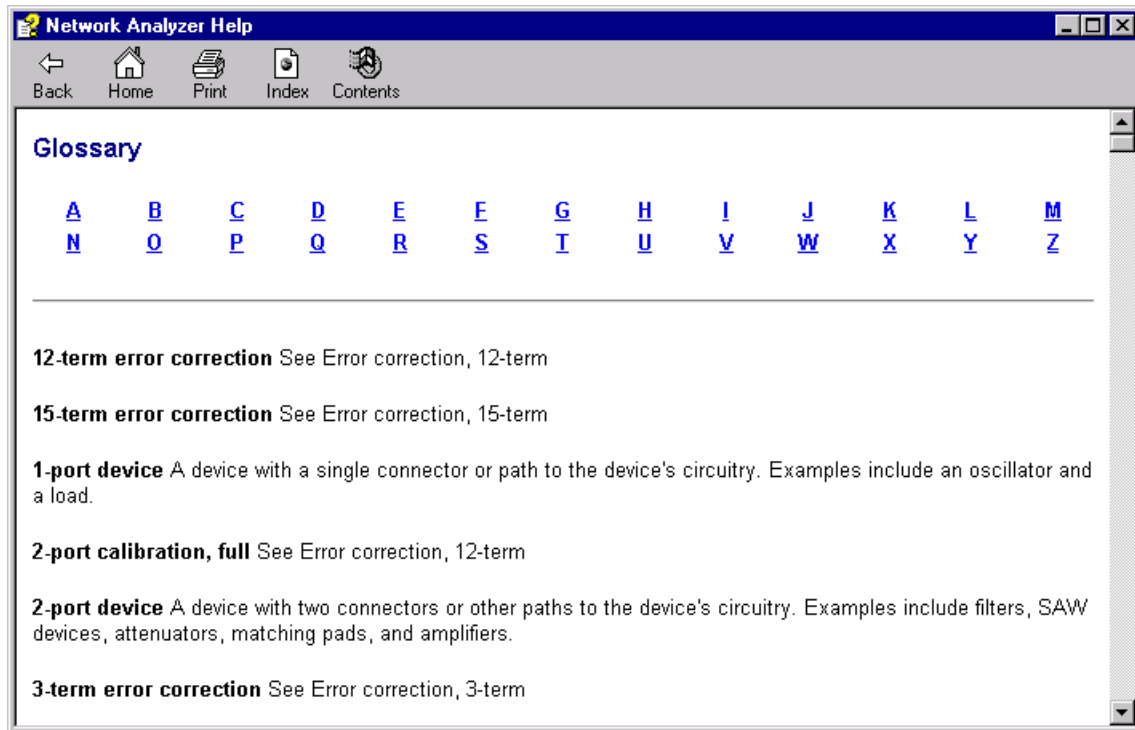 Network Analyzer Help
Back Home Print Index Contents
Glossary
A B C D E F G H I J K L M
N O P Q R S T U V W X Y Z
12-term error correction See Error correction, 12-term
15-term error correction See Error correction, 15-term
1-port device A device with a single connector or path to the device's circuitry. Examples include an oscillator and
a load.
2-port calibration, full See Error correction, 12-term
2-port device A device with two connectors or other paths to the device's circuitry. Examples include filters, SAW
devices, attenuators, matching pads, and amplifiers.
3-term error correction See Error correction, 3-term